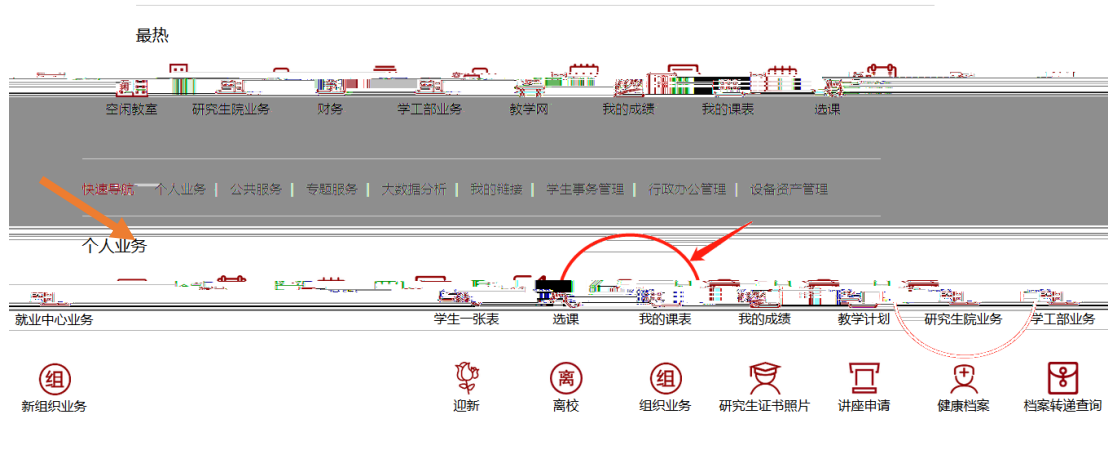 最热
空闲教室 研究生院业务 财务 学工部业务 教学网 我的成绩 我的课表 选课
快速导航 个人业务 | 公共服务 | 专题服务 | 大数据分析 | 我的链接 | 学生事务管理 | 行政办公管理 | 设备资产管理
个人业务
就业中心业务 学生一张表 选课 我的课表 我的成绩 教学计划 研究生院业务 学工部业务
组 离 组
新组织业务 迎新 离校 组织业务 研究生证书照片 讲座申请 健康档案 档案转递查询